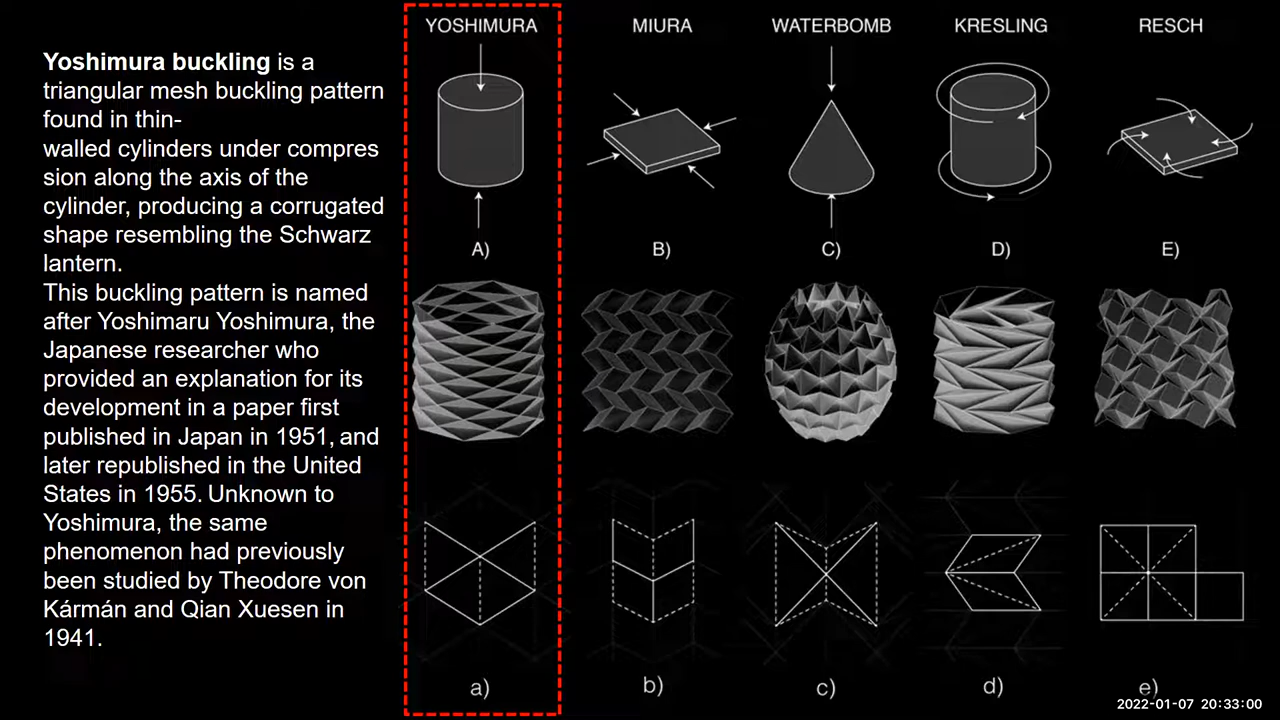 Yoshimura buckling is a
triangular mesh buckling pattern
found in thin-
walled cylinders under compres
sion along the axis of the
cylinder, producing a corrugated
shape resembling the Schwarz
lantern.
This buckling pattern is named
after Yoshimaru Yoshimura, the
Japanese researcher who
provided an explanation for its
development in a paper first
published in Japan in 1951, and
later republished in the United
States in 1955. Unknown to
Yoshimura, the same
phenomenon had previously
been studied by Theodore von
Kármán and Qian Xuesen in
1941.
YOSHIMURA MIURA WATERBOMB KRESLING RESCH
A) B) C) D) E)
a) b) c) d) e)
2022-01-07 20:33:00